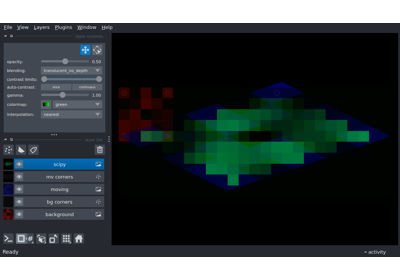 File View Layers Plugins Window Help
opacity: 0.50
blending: translucent_no_depth
contrast limits:
auto-contrast: once continuous
gamma: 1.00
colormap: green
interpolation: nearest
scipy
mv corners
moving
bg corners
background
Ready activity